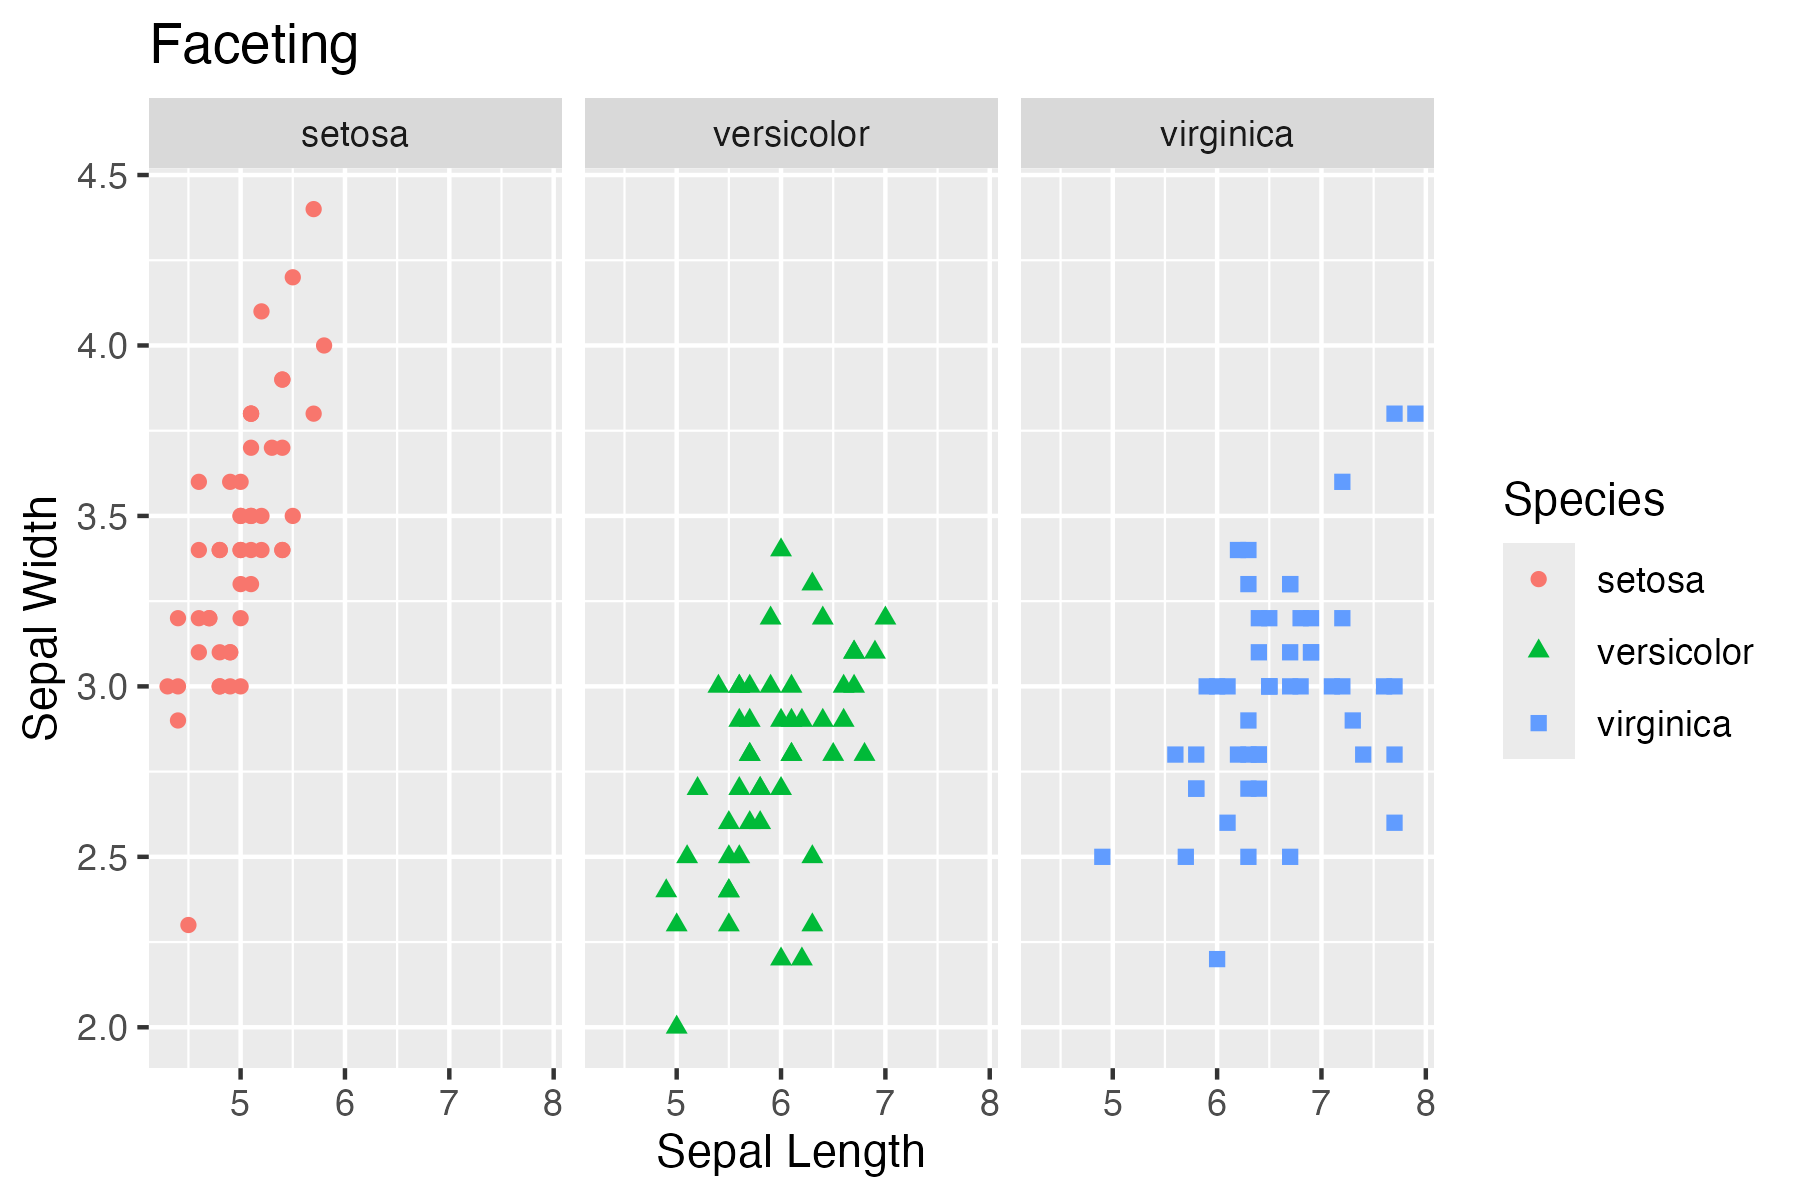 Faceting
setosa versicolor virginica
4.5
4.0
3.5
3.0
2.5
2.0
Sepal Width
5 6 7 8 5 6 7 8 5 6 7 8
Sepal Length
Species
setosa
versicolor
virginica